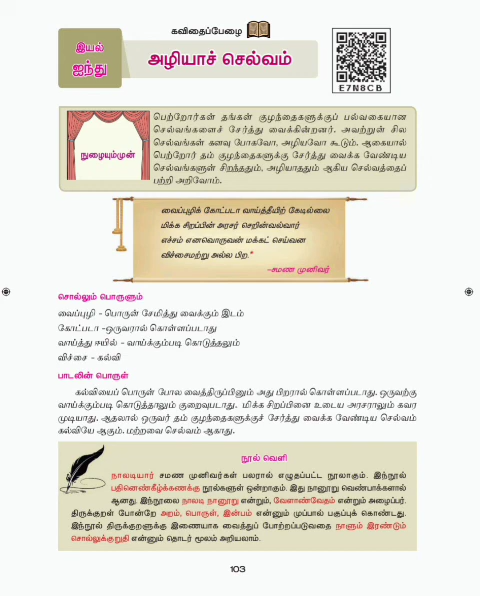 கவிதைப்பேழை
இயல்
ஐந்து
அழியாச் செல்வம்
E7N8CB
நுழையும்முன்
பெற்றோர்கள் தங்கள் குழந்தைகளுக்குப் பல்வகையான
செல்வங்களைச் சேர்த்து வைக்கின்றனர். அவற்றுள் சில
செல்வங்கள் களவு போகவோ, அழியவோ கூடும். ஆகையால்
பெற்றோர் தம் குழந்தைகளுக்கு சேர்த்து வைக்க வேண்டிய
செல்வங்களுள் சிறந்ததும், அழியாததும் ஆகிய செல்வத்தைப்
பற்றி அறிவோம்.
வைப்புழிக் கோட்படா வாய்த்தீயிற் கேடில்லை
மிக்க சிறப்பின் அரசர் செறின்வவ்வார்
எச்சம் எனவொருவன் மக்கட் செய்வன
விச்சைமற்று அல்ல பிற.*
-சமண முனிவர்
சொல்லும் பொருளும்
வைப்புழி - பொருள் சேமித்து வைக்கும் இடம்
கோட்படா -ஒருவரால் கொள்ளப்படாது
வாய்த்து ஈயில் - வாய்க்கும்படி கொடுத்தலும்
விச்சை - கல்வி
பாடலின் பொருள்
கல்வியைப் பொருள் போல வைத்திருப்பினும் அது பிறரால் கொள்ளப்படாது. ஒருவற்கு
வாய்க்கும்படி கொடுத்தாலும் குறைவுபடாது. மிக்க சிறப்பினை உடைய அரசராலும் கவர
முடியாது. ஆதலால் ஒருவர் தம் குழந்தைகளுக்குச் சேர்த்து வைக்க வேண்டிய செல்வம்
கல்வியே ஆகும். மற்றவை செல்வம் ஆகாது.
நூல் வெளி
நாலடியார் சமண முனிவர்கள் பலரால் எழுதப்பட்ட நூலாகும். இந்நூல்
பதினெண்கீழ்க்கணக்கு நூல்களுள் ஒன்றாகும். இது நானூறு வெண்பாக்களால்
ஆனது. இந்நூலை நாலடி நானூறு என்றும், வேளாண்வேதம் என்றும் அழைப்பர்.
திருக்குறள் போன்றே அறம், பொருள், இன்பம் என்னும் முப்பால் பகுப்புக் கொண்டது.
இந்நூல் திருக்குறளுக்கு இணையாக வைத்துப் போற்றப்படுவதை நாலும் இரண்டும்
சொல்லுக்குறுதி என்னும் தொடர் மூலம் அறியலாம்.
103